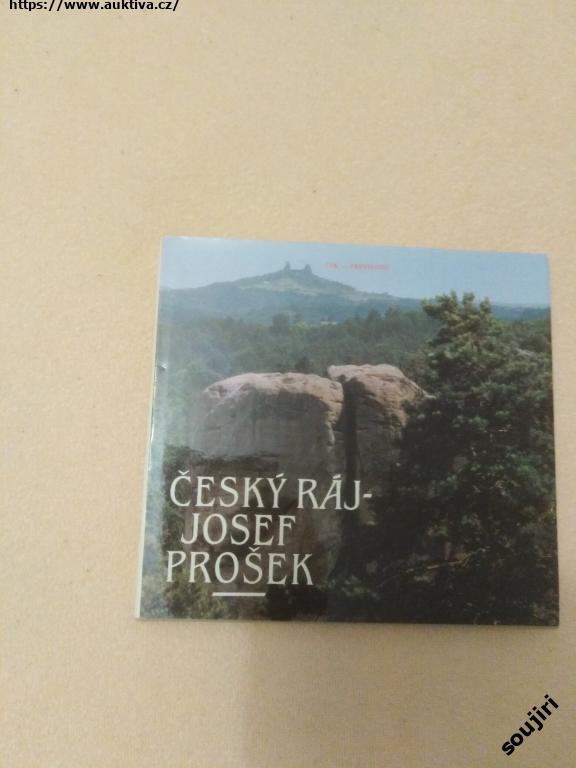 https://www.auktiva.cz/
ČESKÝ RÁJ-
JOSEF
PROŠEK
soujiri